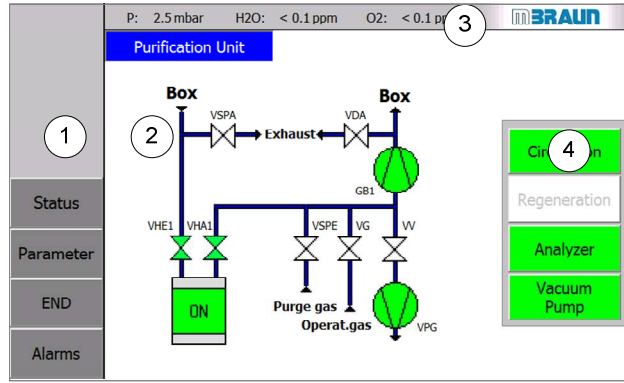 P: 2.5 mbar H2O: < 0.1 ppm O2: < 0.1 3 MBRAUN
Purification Unit
Box Box
VSPA VDA
1 2 Exhaust 4
GB1
Status Regeneration
VHE1 VHA1 VSPE VG VV
Parameter Analyzer
END ON Purge gas Vacuum
Operat.gas Pump
VPG
Alarms